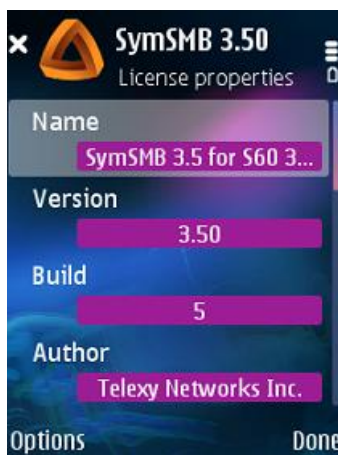 SymSMB 3.50
License properties
Name
SymSMB 3.5 for S60 3...
Version
3.50
Build
5
Author
Telexy Networks Inc.
Options Done